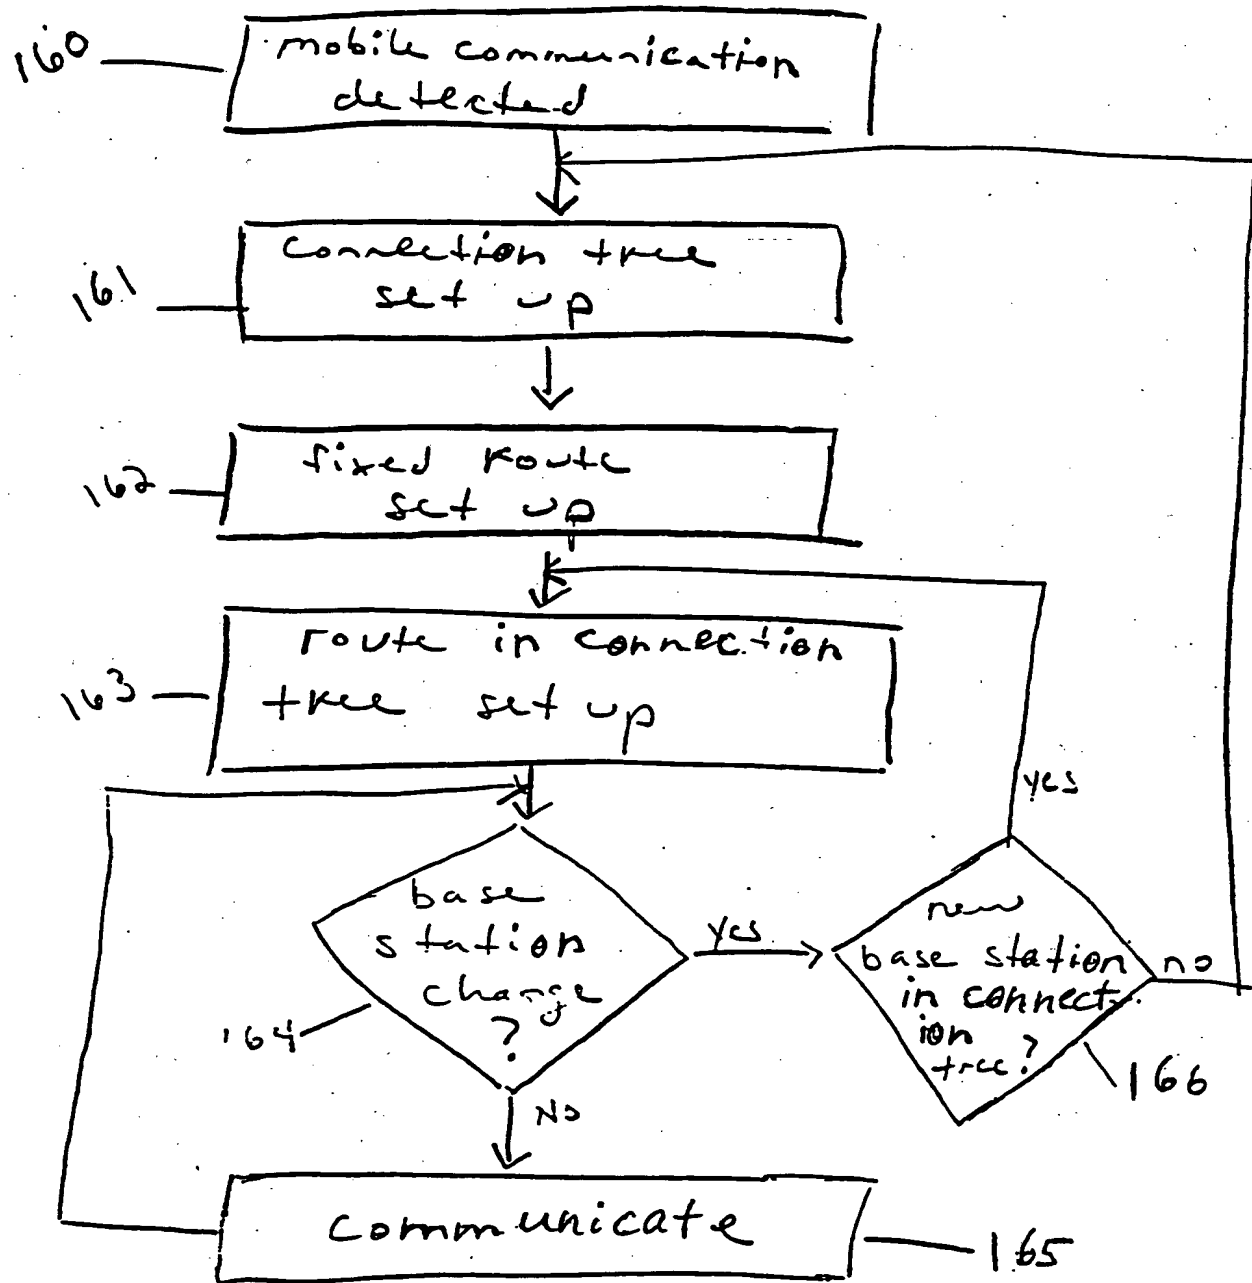 160
mobile communication
detected
161
connection tree
set up
162
fixed route
set up
163
route in connection
tree set up
yes
base
station
change
?
yes
new
base station
in connect-
ion
tree?
no
164
166
No
communicate
165